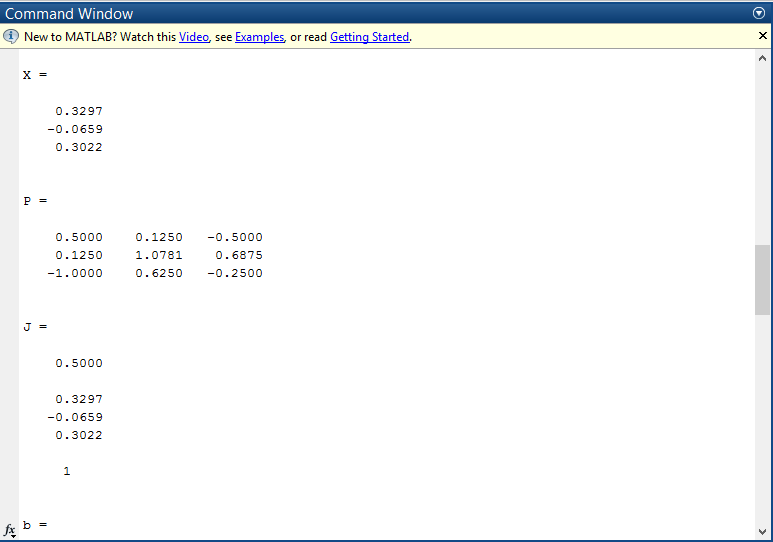 Command Window
New to MATLAB? Watch this Video, see Examples, or read Getting Started.
X =
0.3297
-0.0659
0.3022
P =
0.5000 0.1250 -0.5000
0.1250 1.0781 0.6875
-1.0000 0.6250 -0.2500
J =
0.5000
0.3297
-0.0659
0.3022
1
fx b =